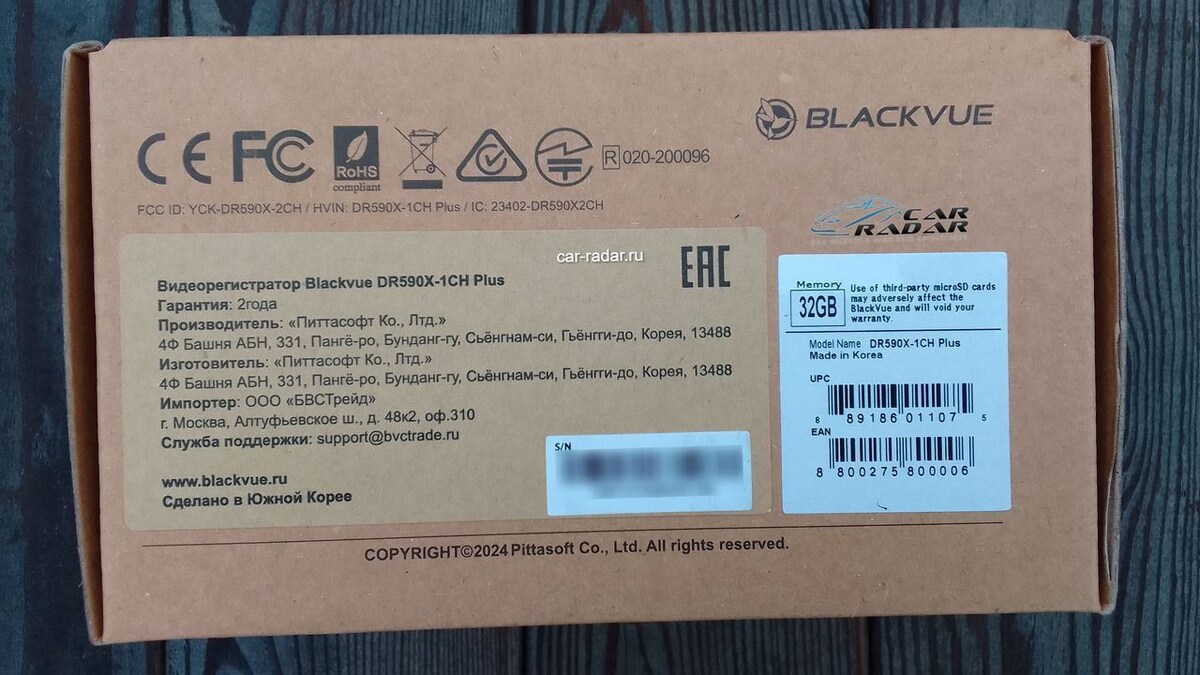 BLACKVUE
CE FC RoHS
compliant
R 020-200096
FCC ID: YCK-DR590X-2CH / HVIN: DR590X-1CH Plus / IC: 23402-DR590X2CH
CAR
RADAR
car-radar.ru
EAC
Видеорегистратор Blackvue DR590X-1CH Plus
Гарантия: 2года
Производитель: «Питтасофт Ко., Лтд.»
4Ф Башня АБН, 331, Пангё-ро, Бунданг-гу, Сьёнгнам-си, Гьёнгги-до, Корея, 13488
Изготовитель: «Питтасофт Ко., Лтд.»
4Ф Башня АБН, 331, Пангё-ро, Бунданг-гу, Сьёнгнам-си, Гьёнгги-до, Корея, 13488
Импортер: ООО «БВСТрейд»
г. Москва, Алтуфьевское ш., д. 48к2, оф.310
Служба поддержки: support@bvctrade.ru
www.blackvue.ru
Сделано в Южной Корее
S/N
Memory
32GB
Use of third-party microSD cards
may adversely affect the
BlackVue and will void your
warranty.
Model Name DR590X-1CH Plus
Made in Korea
UPC
8 89186 01107 5
EAN
8 800275 800006
COPYRIGHT©2024 Pittasoft Co., Ltd. All rights reserved.